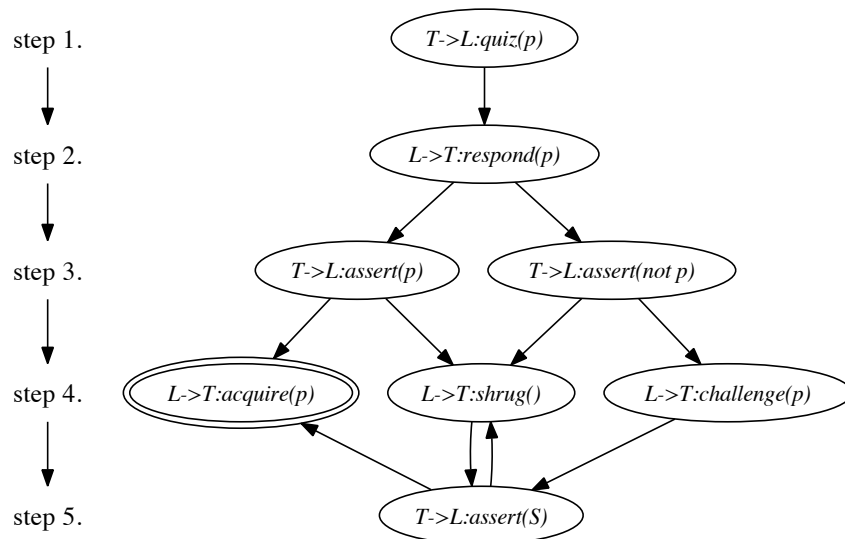 step 1.
T->L:quiz(p)
step 2.
L->T:respond(p)
step 3.
T->L:assert(p)
T->L:assert(not p)
step 4.
L->T:acquire(p)
L->T:shrug()
L->T:challenge(p)
step 5.
T->L:assert(S)